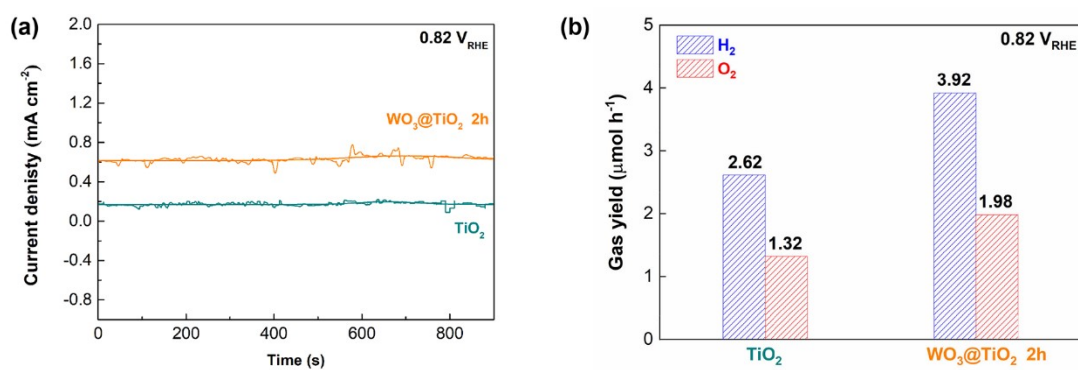 (a)
0.82 V_RHE
Current denisty (mA cm⁻²)
2.0
1.6
1.2
0.8
0.4
0.0
-0.4
-0.8
WO₃@TiO₂ 2h
TiO₂
0 200 400 600 800
Time (s)
(b)
0.82 V_RHE
H₂
O₂
Gas yield (μmol h⁻¹)
5
4
3
2
1
0
2.62
1.32
3.92
1.98
TiO₂ WO₃@TiO₂ 2h